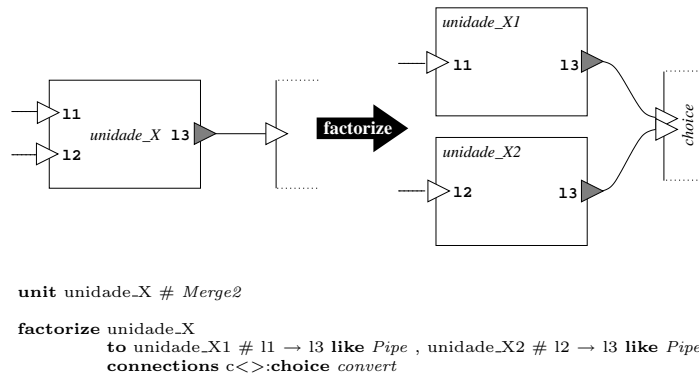 unidade_X1
l1
l3
l1
unidade_X
l3
l2
factorize
choice
unidade_X2
l2
l3
unit unidade_X # Merge2
factorize unidade_X
to unidade_X1 # l1 → l3 like Pipe , unidade_X2 # l2 → l3 like Pipe
connections c<>:choice convert